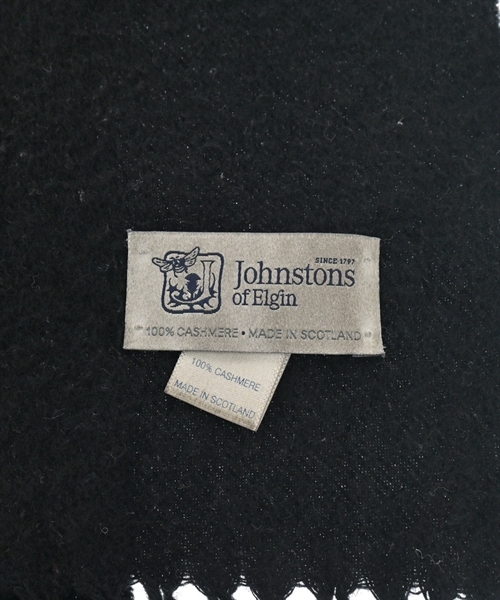 SINCE 1797
Johnstons
of Elgin
100% CASHMERE • MADE IN SCOTLAND
100% CASHMERE
MADE IN SCOTLAND